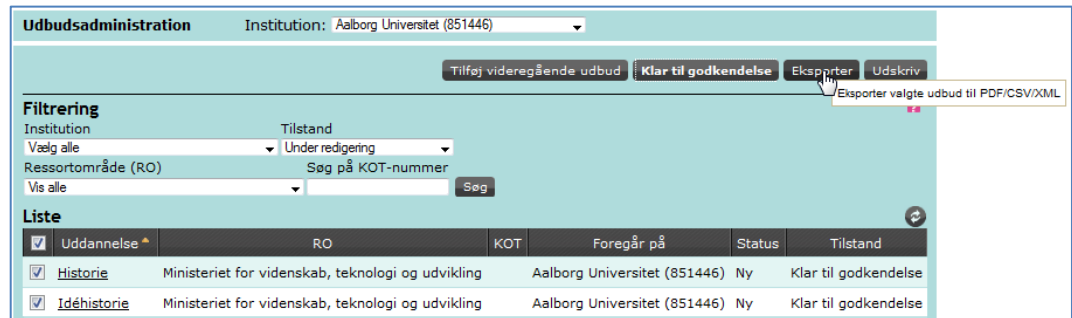 Udbudsadministration Institution: Aalborg Universitet (851446)
Tilføj videregående udbud Klar til godkendelse Eksporter Udskriv
Eksporter valgte udbud til PDF/CSV/XML
Filtrering
Institution Tilstand
Vælg alle Under redigering
Ressortområde (RO) Søg på KOT-nummer
Vis alle Søg
Liste
Uddannelse RO KOT Foregår på Status Tilstand
Historie Ministeriet for videnskab, teknologi og udvikling Aalborg Universitet (851446) Ny Klar til godkendelse
Idéhistorie Ministeriet for videnskab, teknologi og udvikling Aalborg Universitet (851446) Ny Klar til godkendelse